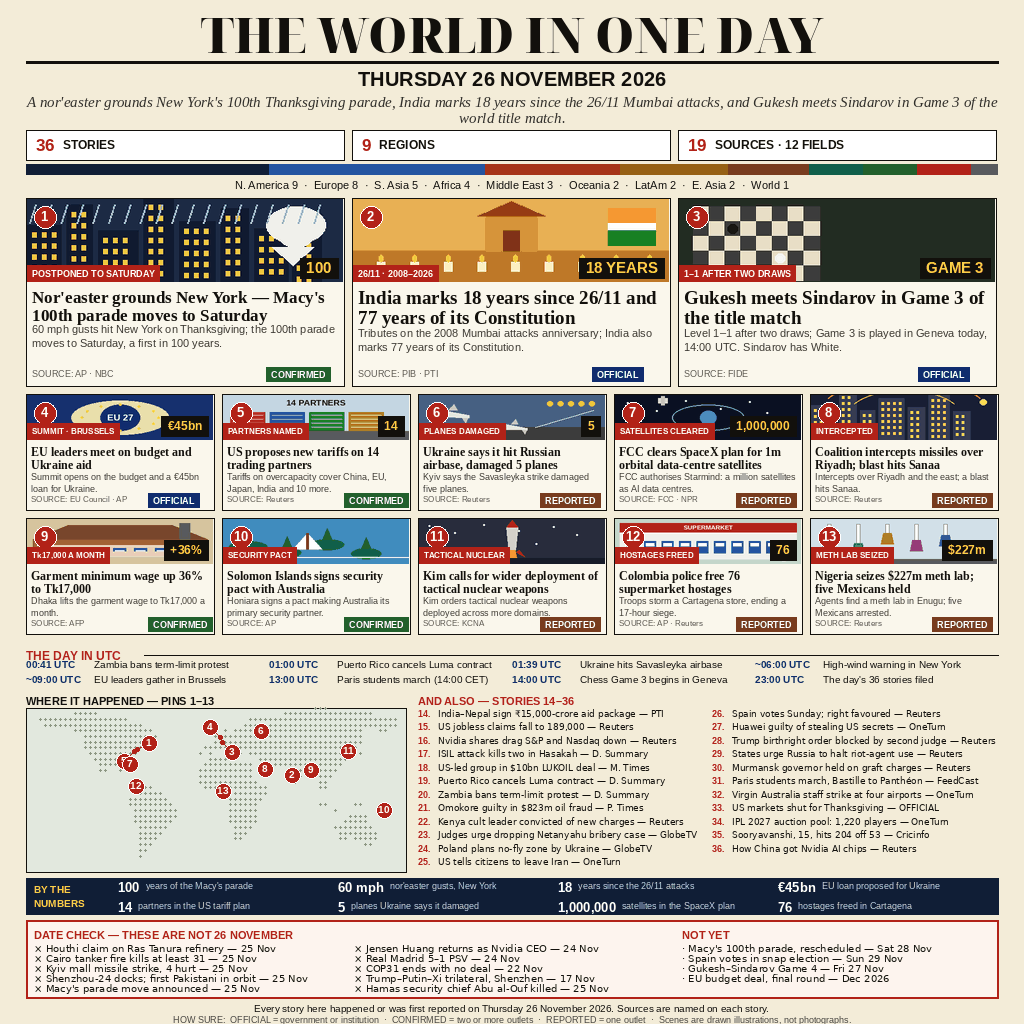 THE WORLD IN ONE DAY
THURSDAY 26 NOVEMBER 2026
A nor'easter grounds New York's 100th Thanksgiving parade, India marks 18 years since the 26/11 Mumbai attacks, and Gukesh meets Sindarov in Game 3 of the
world title match.
36 STORIES
9 REGIONS
19 SOURCES · 12 FIELDS
N. America 9 · Europe 8 · S. Asia 5 · Africa 4 · Middle East 3 · Oceania 2 · LatAm 2 · E. Asia 2 · World 1
1
100
POSTPONED TO SATURDAY
Nor'easter grounds New York — Macy's
100th parade moves to Saturday
60 mph gusts hit New York on Thanksgiving; the 100th parade
moves to Saturday, a first in 100 years.
SOURCE: AP · NBC
CONFIRMED
2
18 YEARS
26/11 · 2008–2026
India marks 18 years since 26/11 and
77 years of its Constitution
Tributes on the 2008 Mumbai attacks anniversary; India also
marks 77 years of its Constitution.
SOURCE: PIB · PTI
OFFICIAL
3
GAME 3
1–1 AFTER TWO DRAWS
Gukesh meets Sindarov in Game 3 of
the title match
Level 1–1 after two draws; Game 3 is played in Geneva today,
14:00 UTC. Sindarov has White.
SOURCE: FIDE
OFFICIAL
4
EU 27
€45bn
SUMMIT · BRUSSELS
EU leaders meet on budget and
Ukraine aid
Summit opens on the budget and a €45bn
loan for Ukraine.
SOURCE: EU Council · AP
OFFICIAL
14 PARTNERS
5
14
PARTNERS NAMED
US proposes new tariffs on 14
trading partners
Tariffs on overcapacity cover China, EU,
Japan, India and 10 more.
SOURCE: Reuters
CONFIRMED
6
5
PLANES DAMAGED
Ukraine says it hit Russian
airbase, damaged 5 planes
Kyiv says the Savasleyka strike damaged
five planes.
SOURCE: Reuters
REPORTED
7
1,000,000
SATELLITES CLEARED
FCC clears SpaceX plan for 1m
orbital data-centre satellites
FCC authorises Starmind: a million satellites
as AI data centres.
SOURCE: FCC · NPR
REPORTED
8
INTERCEPTED
Coalition intercepts missiles over
Riyadh; blast hits Sanaa
Interceptors over Riyadh and the east; a blast
hits Sanaa.
SOURCE: Reuters
REPORTED
9
+36%
Tk17,000 A MONTH
Garment minimum wage up 36%
to Tk17,000
Dhaka lifts the garment wage to Tk17,000 a
month.
SOURCE: AFP
CONFIRMED
10
SECURITY PACT
Solomon Islands signs security
pact with Australia
Honiara signs a pact making Australia its
primary security partner.
SOURCE: AP
CONFIRMED
11
TACTICAL NUCLEAR
Kim calls for wider deployment of
tactical nuclear weapons
Kim orders tactical nuclear weapons
deployed across more domains.
SOURCE: KCNA
REPORTED
SUPERMARKET
12
76
HOSTAGES FREED
Colombia police free 76
supermarket hostages
Troops storm a Cartagena store, ending a
17-hour siege.
SOURCE: AP · Reuters
REPORTED
13
$227m
METH LAB SEIZED
Nigeria seizes $227m meth lab;
five Mexicans held
Agents find a meth lab in Enugu; five
Mexicans arrested.
SOURCE: Reuters
REPORTED
THE DAY IN UTC
00:41 UTC Zambia bans term-limit protest
01:00 UTC Puerto Rico cancels Luma contract
01:39 UTC Ukraine hits Savasleyka airbase
~06:00 UTC High-wind warning in New York
~09:00 UTC EU leaders gather in Brussels
13:00 UTC Paris students march (14:00 CET)
14:00 UTC Chess Game 3 begins in Geneva
23:00 UTC The day's 36 stories filed
WHERE IT HAPPENED — PINS 1–13
4
6
1
3
11
7
8
2
9
12
13
10
AND ALSO — STORIES 14–36
14. India–Nepal sign ₹15,000-crore aid package — PTI
15. US jobless claims fall to 189,000 — Reuters
16. Nvidia shares drag S&P and Nasdaq down — Reuters
17. ISIL attack kills two in Hasakah — D. Summary
18. US-led group in $10bn LUKOIL deal — M. Times
19. Puerto Rico cancels Luma contract — D. Summary
20. Zambia bans term-limit protest — D. Summary
21. Omokore guilty in $823m oil fraud — P. Times
22. Kenya cult leader convicted of new charges — Reuters
23. Judges urge dropping Netanyahu bribery case — GlobeTV
24. Poland plans no-fly zone by Ukraine — GlobeTV
25. US tells citizens to leave Iran — OneTurn
26. Spain votes Sunday; right favoured — Reuters
27. Huawei guilty of stealing US secrets — OneTurn
28. Trump birthright order blocked by second judge — Reuters
29. States urge Russia to halt riot-agent use — Reuters
30. Murmansk governor held on graft charges — Reuters
31. Paris students march, Bastille to Panthéon — FeedCast
32. Virgin Australia staff strike at four airports — OneTurn
33. US markets shut for Thanksgiving — OFFICIAL
34. IPL 2027 auction pool: 1,220 players — OneTurn
35. Sooryavanshi, 15, hits 204 off 53 — Cricinfo
36. How China got Nvidia AI chips — Reuters
BY THE
NUMBERS
100 years of the Macy's parade
60 mph nor'easter gusts, New York
18 years since the 26/11 attacks
€45bn EU loan proposed for Ukraine
14 partners in the US tariff plan
5 planes Ukraine says it damaged
1,000,000 satellites in the SpaceX plan
76 hostages freed in Cartagena
DATE CHECK — THESE ARE NOT 26 NOVEMBER
× Houthi claim on Ras Tanura refinery — 25 Nov
× Cairo tanker fire kills at least 31 — 25 Nov
× Kyiv mall missile strike, 4 hurt — 25 Nov
× Shenzhou-24 docks; first Pakistani in orbit — 25 Nov
× Macy's parade move announced — 25 Nov
× Jensen Huang returns as Nvidia CEO — 24 Nov
× Real Madrid 5–1 PSV — 24 Nov
× COP31 ends with no deal — 22 Nov
× Trump–Putin–Xi trilateral, Shenzhen — 17 Nov
× Hamas security chief Abu al-Ouf killed — 25 Nov
NOT YET
· Macy's 100th parade, rescheduled — Sat 28 Nov
· Spain votes in snap election — Sun 29 Nov
· Gukesh–Sindarov Game 4 — Fri 27 Nov
· EU budget deal, final round — Dec 2026
Every story here happened or was first reported on Thursday 26 November 2026. Sources are named on each story.
HOW SURE: OFFICIAL = government or institution · CONFIRMED = two or more outlets · REPORTED = one outlet · Scenes are drawn illustrations, not photographs.